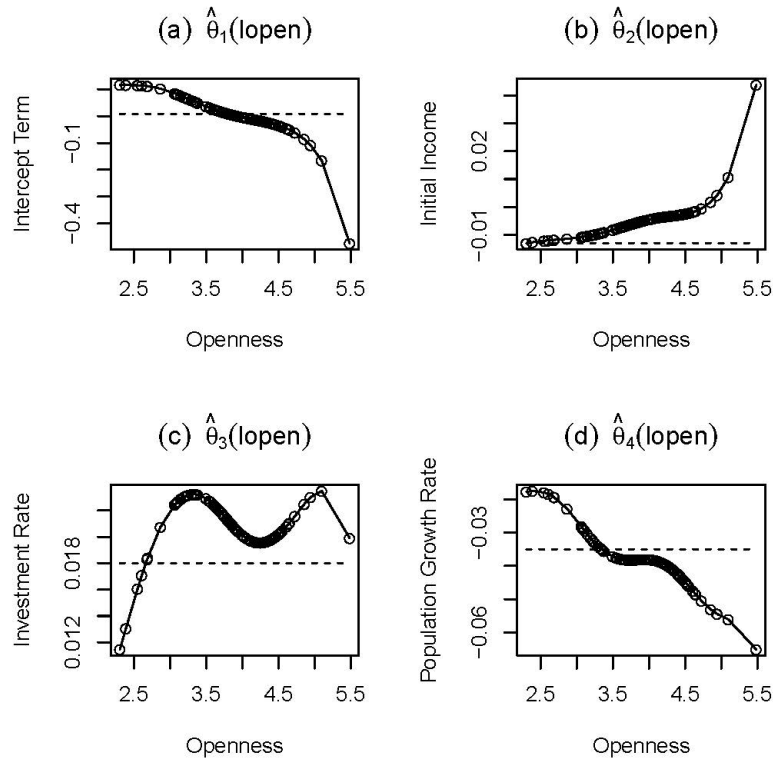 (a) θ̂₁(lopen)
Intercept Term
-0.1
-0.4
2.5 3.5 4.5 5.5
Openness
(b) θ̂₂(lopen)
Initial Income
0.02
-0.01
2.5 3.5 4.5 5.5
Openness
(c) θ̂₃(lopen)
Investment Rate
0.018
0.012
2.5 3.5 4.5 5.5
Openness
(d) θ̂₄(lopen)
Population Growth Rate
-0.03
-0.06
2.5 3.5 4.5 5.5
Openness